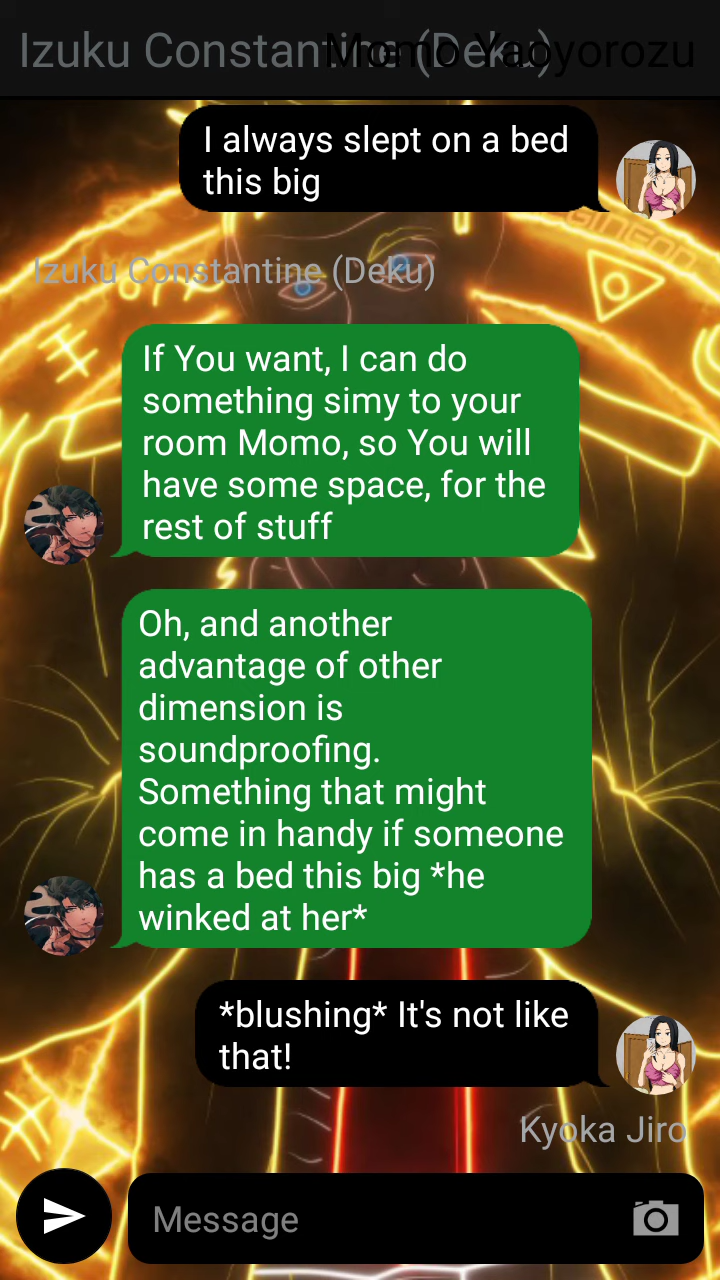 Izuku Constantine (Deku)
Momo Yaoyorozu
I always slept on a bed
this big
Izuku Constantine (Deku)
If You want, I can do
something simy to your
room Momo, so You will
have some space, for the
rest of stuff
Oh, and another
advantage of other
dimension is
soundproofing.
Something that might
come in handy if someone
has a bed this big *he
winked at her*
*blushing* It's not like
that!
Kyoka Jiro
Message